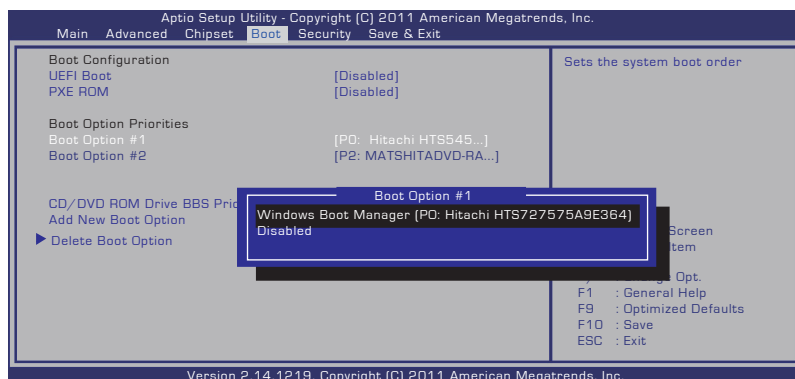 Aptio Setup Utility - Copyright (C) 2011 American Megatrends, Inc.
Main Advanced Chipset Boot Security Save & Exit
Boot Configuration
UEFI Boot [Disabled]
PXE ROM [Disabled]
Boot Option Priorities
Boot Option #1 [P0: Hitachi HTS545...]
Boot Option #2 [P2: MATSHITADVD-RA...]
CD/DVD ROM Drive BBS
Add New Boot Option
Delete Boot Option
Sets the system boot order
Boot Option #1
Windows Boot Manager (P0: Hitachi HTS727575A9E364)
Disabled
Screen
Item
Opt.
F1 : General Help
F9 : Optimized Defaults
F10 : Save
ESC : Exit
Version 2.14.1219. Copyright (C) 2011 American Megatrends, Inc.